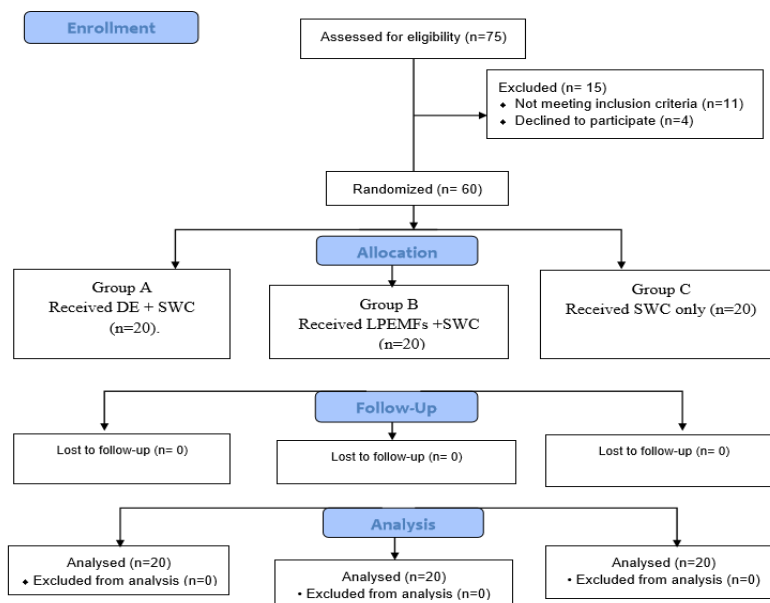 Enrollment
Assessed for eligibility (n=75)
Excluded (n= 15)
◆ Not meeting inclusion criteria (n=11)
◆ Declined to participate (n=4)
Randomized (n= 60)
Allocation
Group A
Received DE + SWC
(n=20).
Group B
Received LPEMFs +SWC
(n=20)
Group C
Received SWC only (n=20)
Follow-Up
Lost to follow-up (n= 0)
Lost to follow-up (n= 0)
Lost to follow-up (n= 0)
Analysis
Analysed (n=20)
◆ Excluded from analysis (n=0)
Analysed (n=20)
• Excluded from analysis (n=0)
Analysed (n=20)
• Excluded from analysis (n=0)